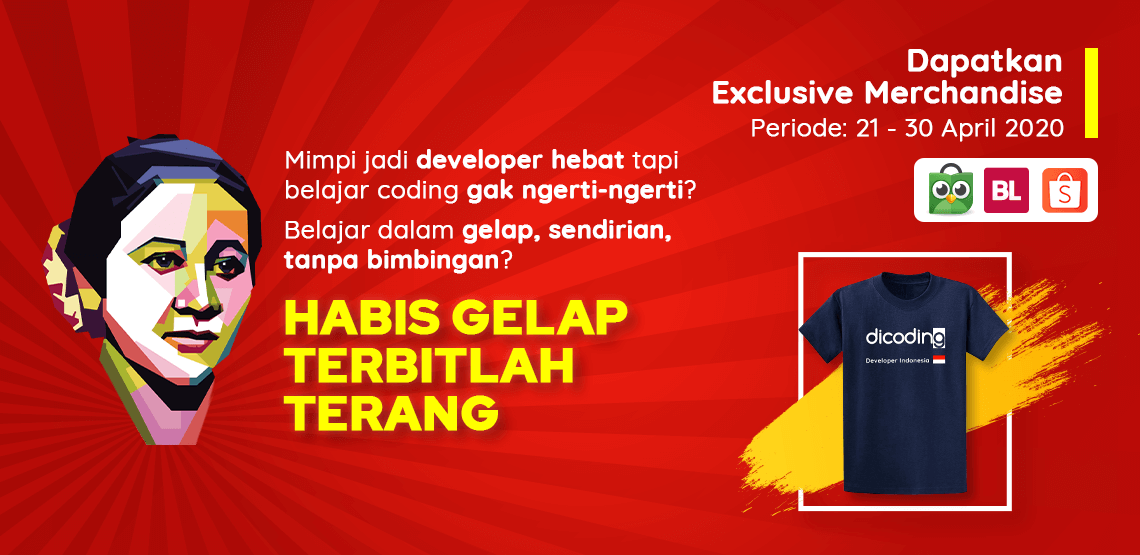 Dapatkan
Exclusive Merchandise
Periode: 21 - 30 April 2020
BL
S
Mimpi jadi developer hebat tapi
belajar coding gak ngerti-ngerti?
Belajar dalam gelap, sendirian,
tanpa bimbingan?
HABIS GELAP
TERBITLAH
TERANG
dicoding
Developer Indonesia